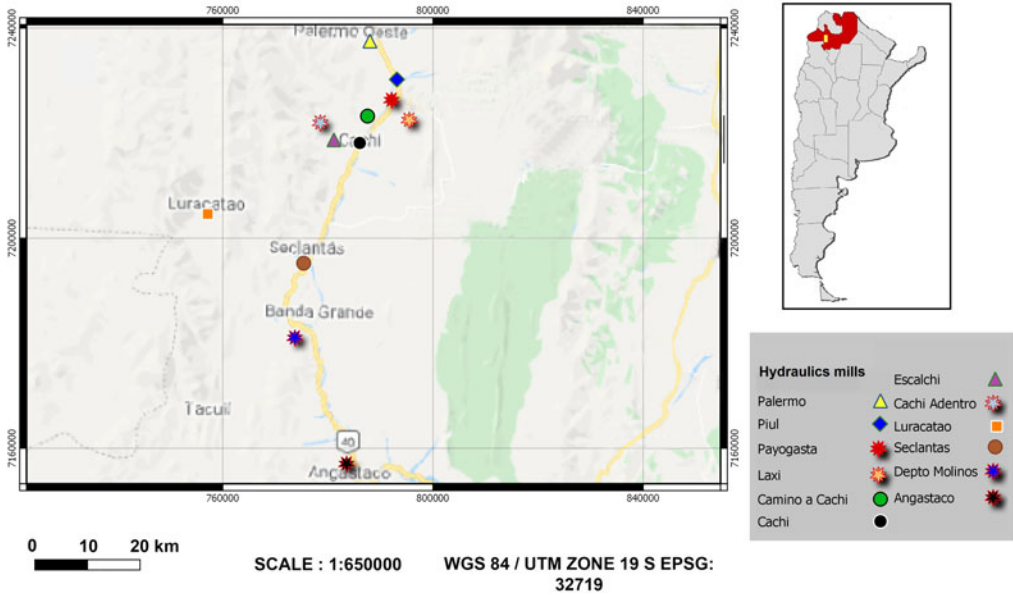 760000
800000
840000
7240000
7240000
Palermo Oeste
Cachi
Luracatao
7200000
7200000
Seclantás
Banda Grande
Tacuil
40
7160000
7160000
Angastaco
760000
800000
840000
Hydraulics mills
Palermo
Piul
Payogasta
Laxi
Camino a Cachi
Cachi
Escalchi
Cachi Adentro
Luracatao
Seclantas
Depto Molinos
Angastaco
0 10 20 km
SCALE : 1:650000
WGS 84 / UTM ZONE 19 S EPSG:
32719